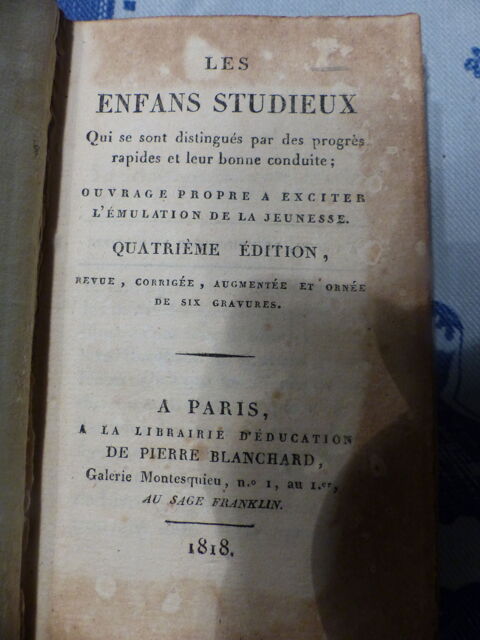 LES
ENFANS STUDIEUX
Qui se sont distingués par des progrès
rapides et leur bonne conduite;
OUVRAGE PROPRE A EXCITER
L'ÉMULATION DE LA JEUNESSE.
QUATRIÈME ÉDITION,
REVUE, CORRIGÉE, AUGMENTÉE ET ORNÉE
DE SIX GRAVURES.
A PARIS,
A LA LIBRAIRIE D'ÉDUCATION
DE PIERRE BLANCHARD,
Galerie Montesquieu, n.o 1, au 1.er,
AU SAGE FRANKLIN.
1818.